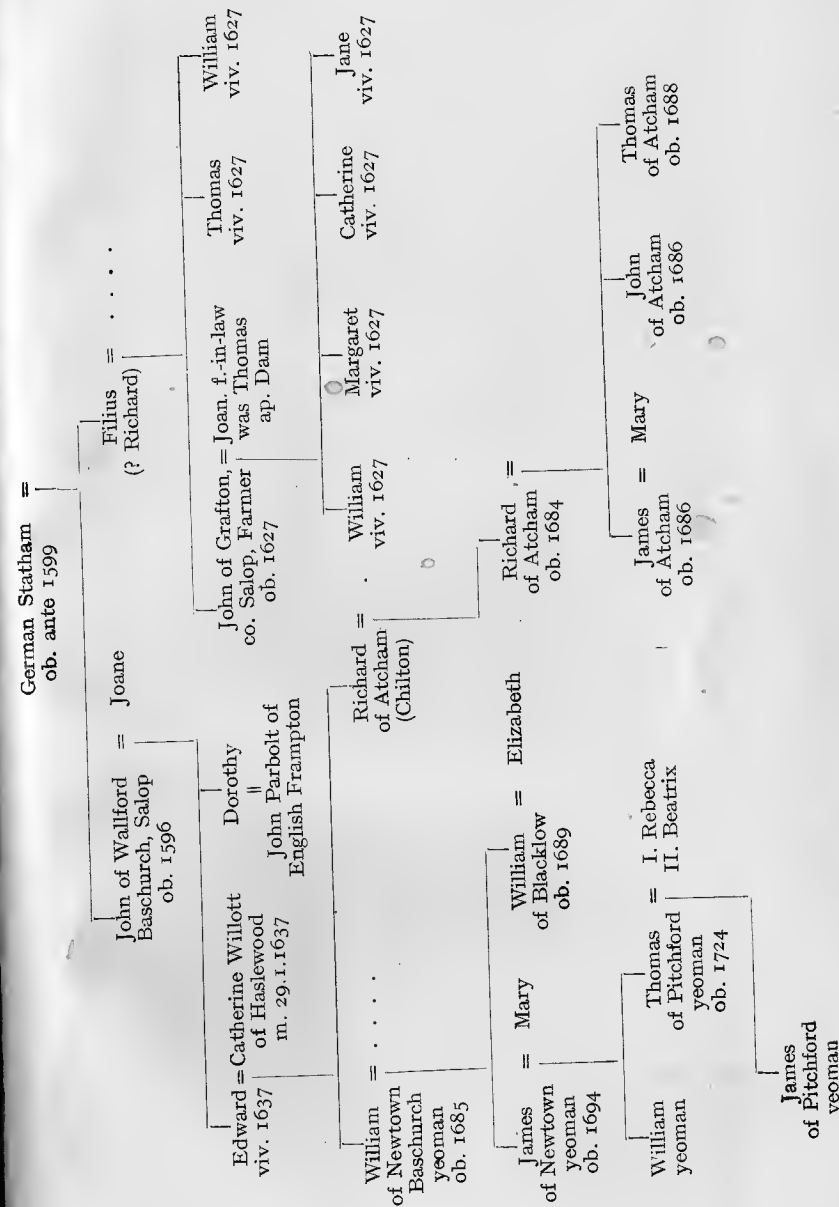 German Statham =
ob. ante 1599
John of Wallford = Joane
Baschurch, Salop
ob. 1596
Filius = . . . . .
(? Richard)
Edward = Catherine Willott
viv. 1637 of Haslewood
m. 29.1.1637
Dorothy
=
John Parbolt of
English Frampton
John of Grafton, = Joan. f.-in-law
co. Salop, Farmer was Thomas
ob. 1627 ap. Dam
Thomas
viv. 1627
William
viv. 1627
William = . . . . .
of Newtown
Baschurch
yeoman
ob. 1685
Richard = .
of Atcham
(Chilton)
William
viv. 1627
Margaret
viv. 1627
Catherine
viv. 1627
Jane
viv. 1627
James = Mary
of Newtown
yeoman
ob. 1694
William = Elizabeth
of Blacklow
ob. 1689
Richard =
of Atcham
ob. 1684
William
yeoman
Thomas = I. Rebecca
of Pitchford II. Beatrix
yeoman
ob. 1724
James = Mary
of Atcham
ob. 1686
John
of Atcham
ob. 1686
Thomas
of Atcham
ob. 1688
James
of Pitchford
yeoman